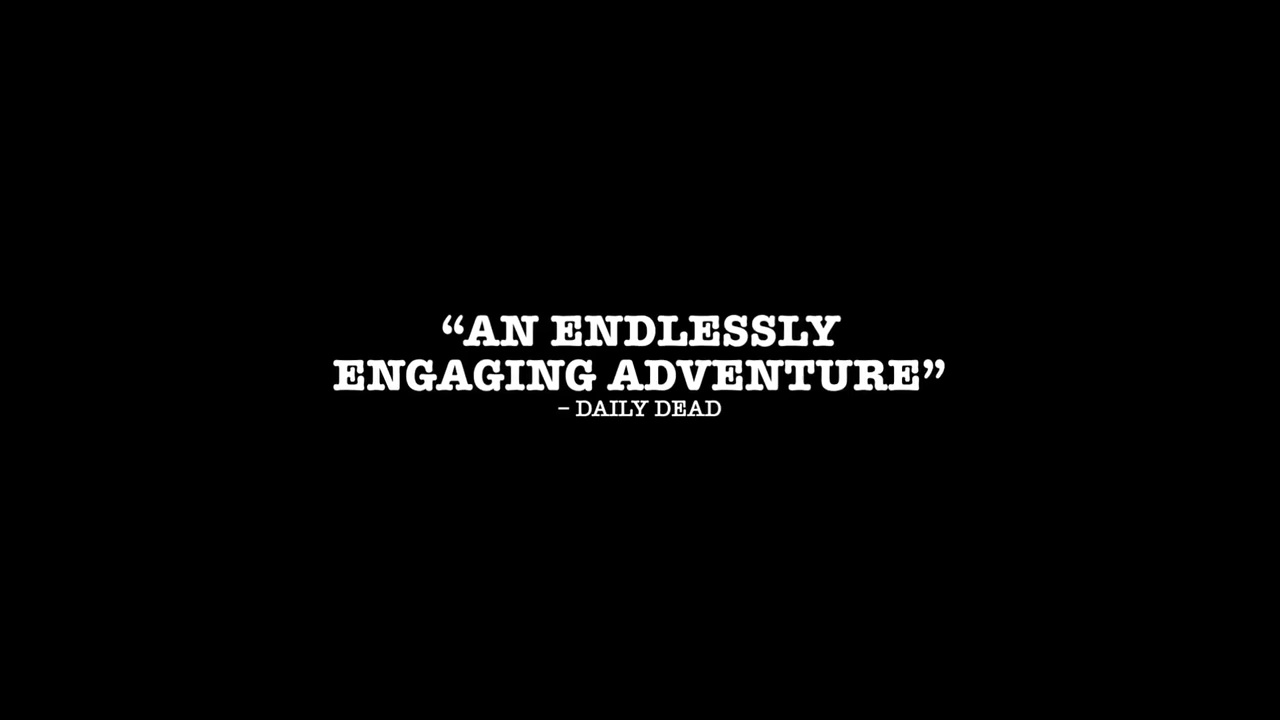 “AN ENDLESSLY
ENGAGING ADVENTURE”
– DAILY DEAD